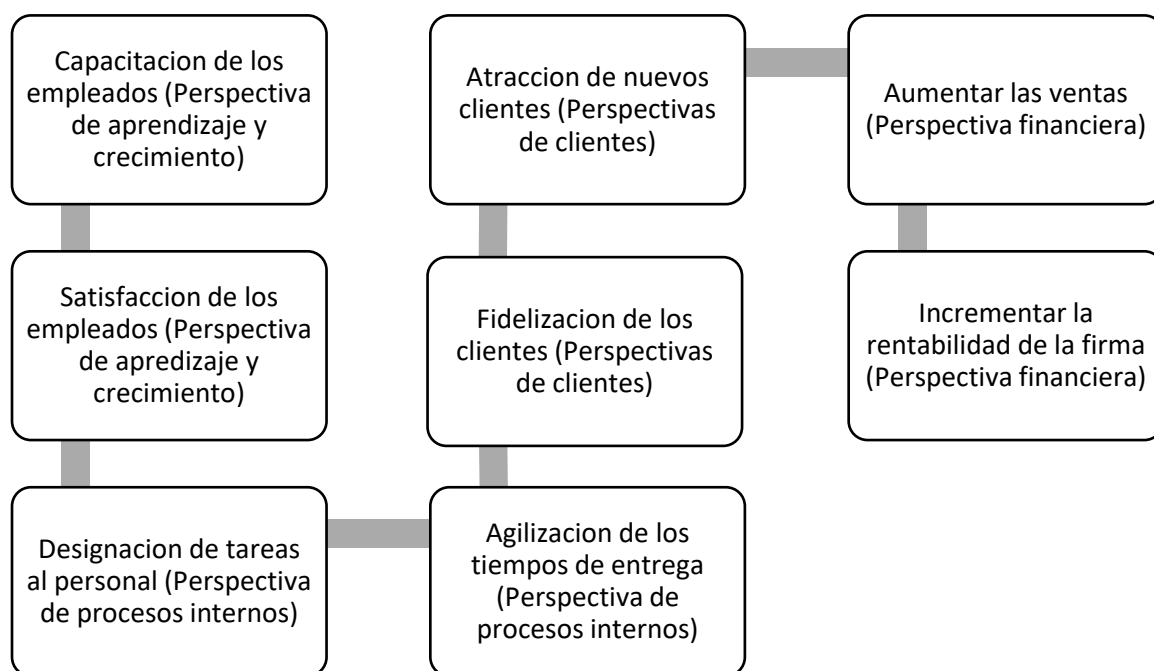 Capacitacion de los
empleados (Perspectiva
de aprendizaje y
crecimiento)
Satisfaccion de los
empleados (Perspectiva
de apredizaje y
crecimiento)
Designacion de tareas
al personal (Perspectiva
de procesos internos)
Agilizacion de los
tiempos de entrega
(Perspectiva de
procesos internos)
Fidelizacion de los
clientes (Perspectivas
de clientes)
Atraccion de nuevos
clientes (Perspectivas
de clientes)
Aumentar las ventas
(Perspectiva financiera)
Incrementar la
rentabilidad de la firma
(Perspectiva financiera)